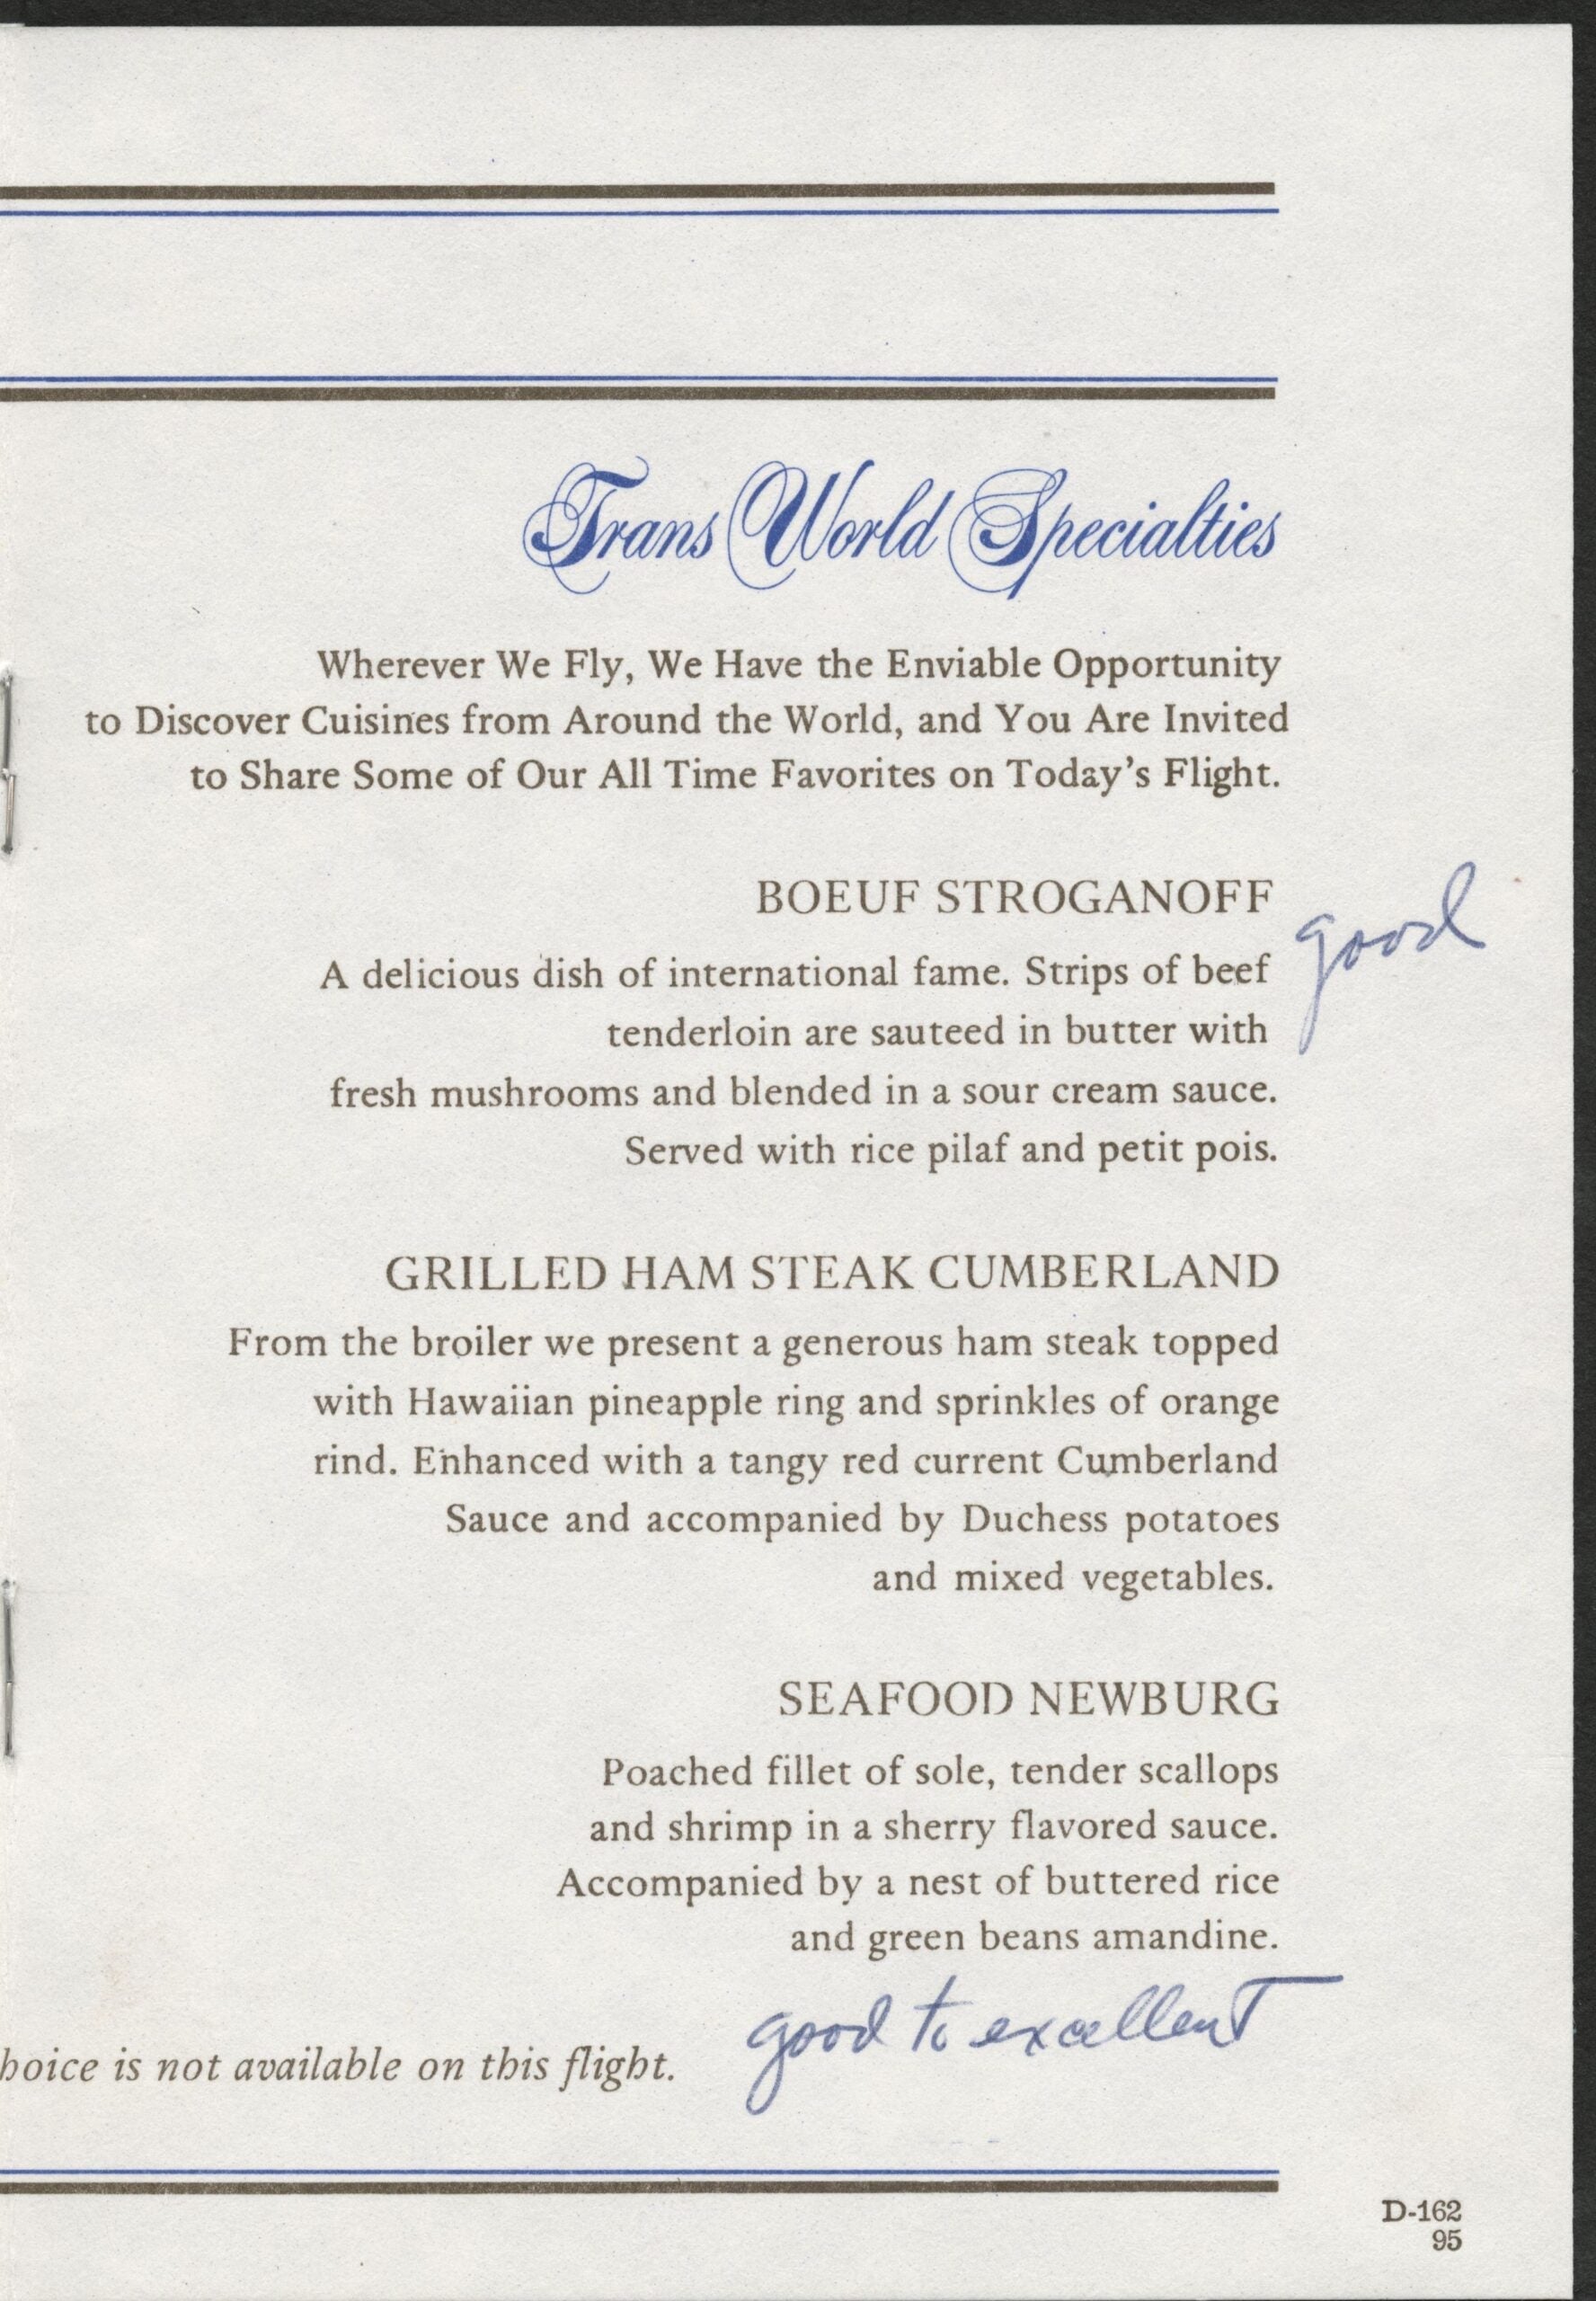 Trans World Specialties
Wherever We Fly, We Have the Enviable Opportunity
to Discover Cuisines from Around the World, and You Are Invited
to Share Some of Our All Time Favorites on Today's Flight.
BOEUF STROGANOFF
good
A delicious dish of international fame. Strips of beef
tenderloin are sauteed in butter with
fresh mushrooms and blended in a sour cream sauce.
Served with rice pilaf and petit pois.
GRILLED HAM STEAK CUMBERLAND
From the broiler we present a generous ham steak topped
with Hawaiian pineapple ring and sprinkles of orange
rind. Enhanced with a tangy red current Cumberland
Sauce and accompanied by Duchess potatoes
and mixed vegetables.
SEAFOOD NEWBURG
Poached fillet of sole, tender scallops
and shrimp in a sherry flavored sauce.
Accompanied by a nest of buttered rice
and green beans amandine.
good to excellent
hoice is not available on this flight.
D-162
95